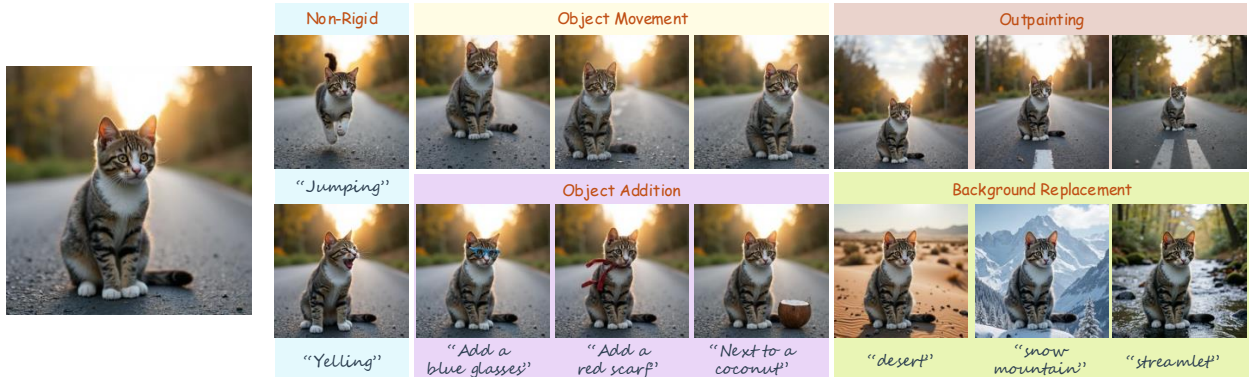 Non-Rigid
Object Movement
Outpainting
“Jumping”
Object Addition
Background Replacement
“Yelling”
“Add a
blue glasses”
“Add a
red scarf”
“Next to a
coconut”
“desert”
“snow
mountain”
“streamlet”